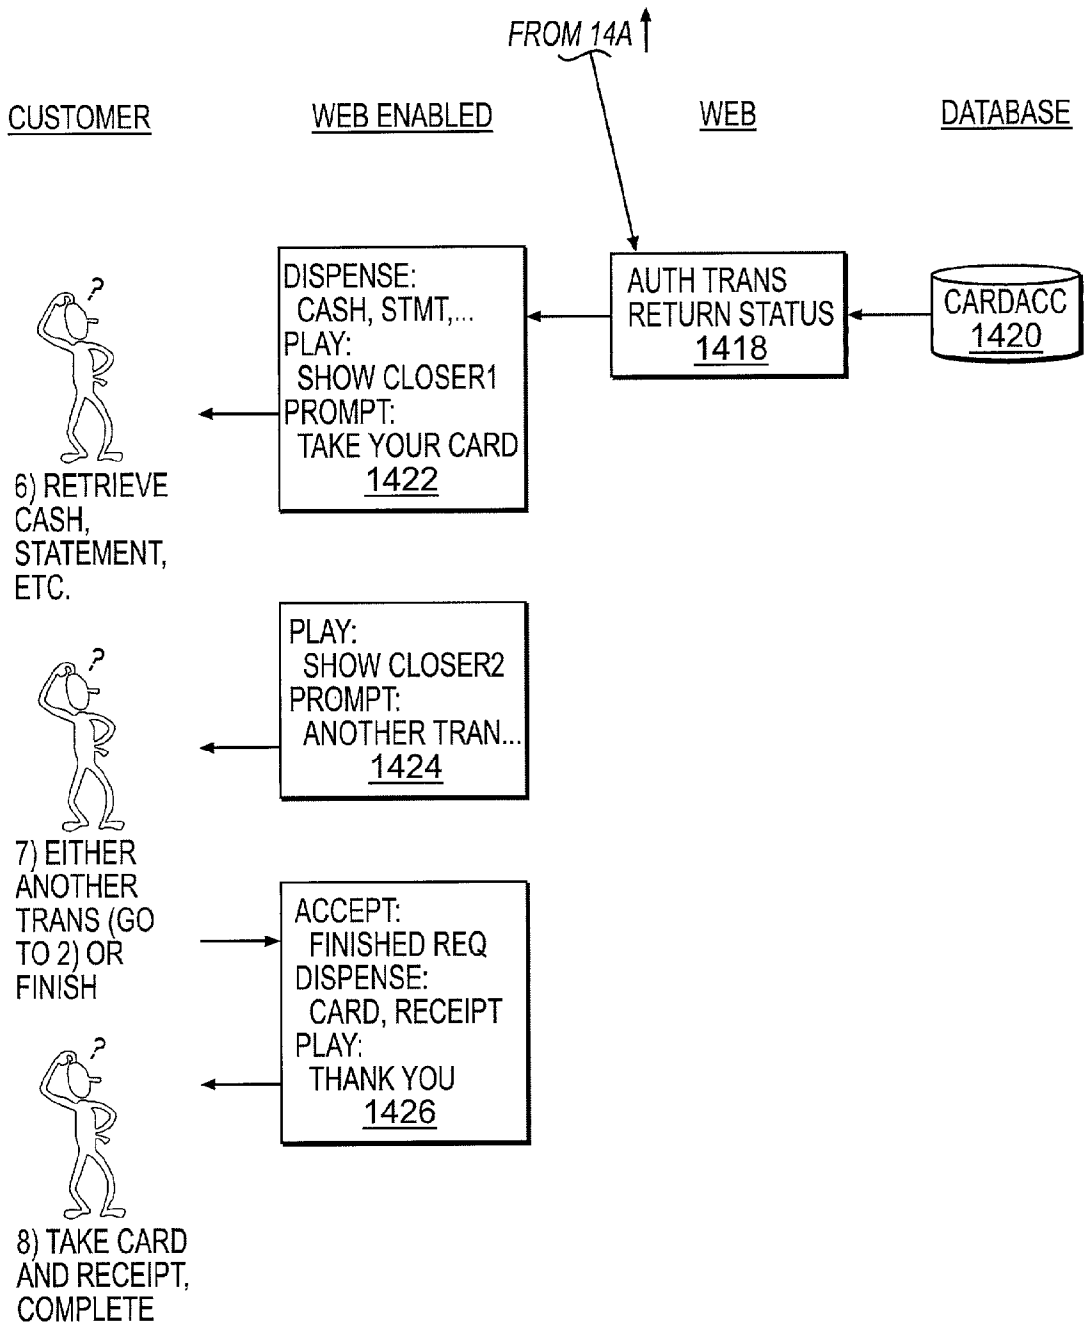 FROM 14A
CUSTOMER
WEB ENABLED
WEB
DATABASE
DISPENSE:
CASH, STMT,...
PLAY:
SHOW CLOSER1
PROMPT:
TAKE YOUR CARD
1422
AUTH TRANS
RETURN STATUS
1418
CARDACC
1420
?
6) RETRIEVE
CASH,
STATEMENT,
ETC.
PLAY:
SHOW CLOSER2
PROMPT:
ANOTHER TRAN...
1424
?
7) EITHER
ANOTHER
TRANS (GO
TO 2) OR
FINISH
ACCEPT:
FINISHED REQ
DISPENSE:
CARD, RECEIPT
PLAY:
THANK YOU
1426
?
8) TAKE CARD
AND RECEIPT,
COMPLETE